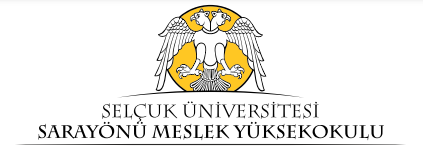 SELÇUK ÜNİVERSİTESİ
SARAYÖNÜ MESLEK YÜKSEKOKULU